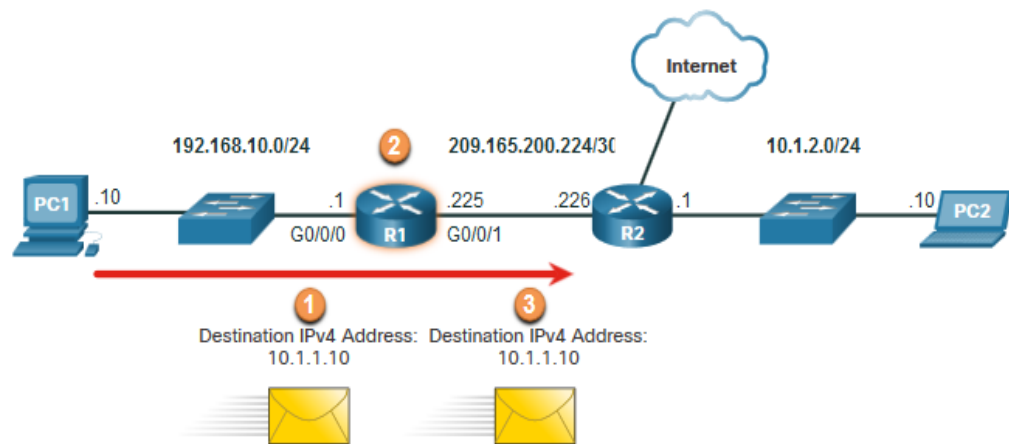 Internet
192.168.10.0/24
2
209.165.200.224/30
10.1.2.0/24
PC1
.10
.1
R1
.225
.226
R2
.1
.10
PC2
G0/0/0
G0/0/1
1
3
Destination IPv4 Address:
10.1.1.10
Destination IPv4 Address:
10.1.1.10